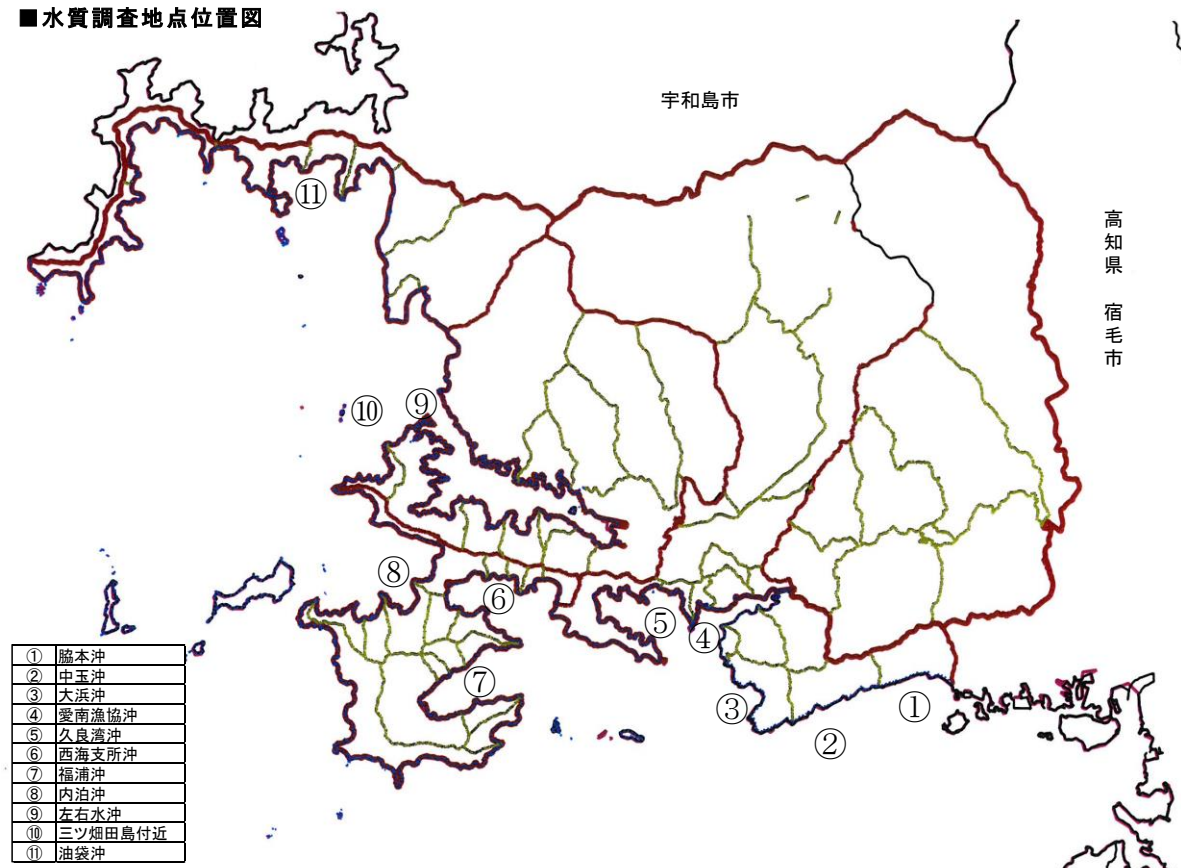 ■水質調査地点位置図
宇和島市
高知県 宿毛市
⑪
⑩
⑨
⑧
⑥
⑤
④
⑦
③
②
①
① 脇本沖
② 中玉沖
③ 大浜沖
④ 愛南漁協沖
⑤ 久良湾沖
⑥ 西海支所沖
⑦ 福浦沖
⑧ 内泊沖
⑨ 左右水沖
⑩ 三ツ畑田島付近
⑪ 油袋沖